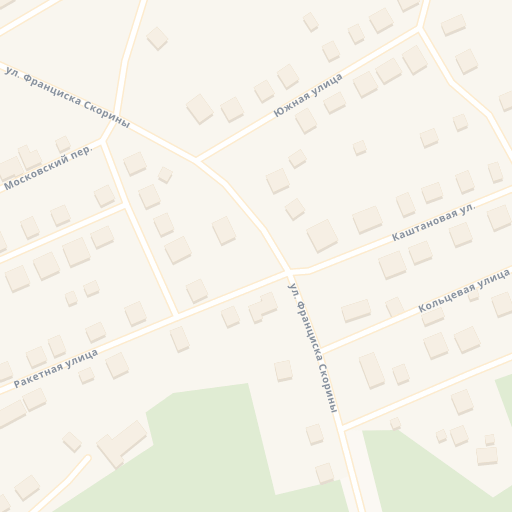 ул. Франциска Скорины
Южная улица
Московский пер.
Каштановая ул.
Кольцевая улица
ул. Франциска Скорины
Ракетная улица